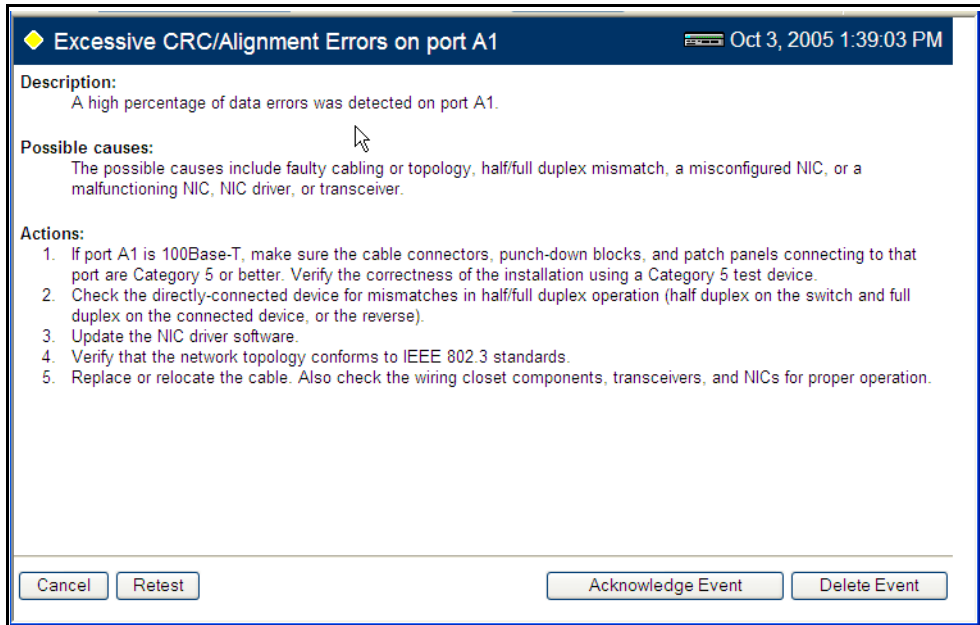 Excessive CRC/Alignment Errors on port A1 Oct 3, 2005 1:39:03 PM
Description:
A high percentage of data errors was detected on port A1.
Possible causes:
The possible causes include faulty cabling or topology, half/full duplex mismatch, a misconfigured NIC, or a
malfunctioning NIC, NIC driver, or transceiver.
Actions:
1. If port A1 is 100Base-T, make sure the cable connectors, punch-down blocks, and patch panels connecting to that
port are Category 5 or better. Verify the correctness of the installation using a Category 5 test device.
2. Check the directly-connected device for mismatches in half/full duplex operation (half duplex on the switch and full
duplex on the connected device, or the reverse).
3. Update the NIC driver software.
4. Verify that the network topology conforms to IEEE 802.3 standards.
5. Replace or relocate the cable. Also check the wiring closet components, transceivers, and NICs for proper operation.
Cancel Retest Acknowledge Event Delete Event